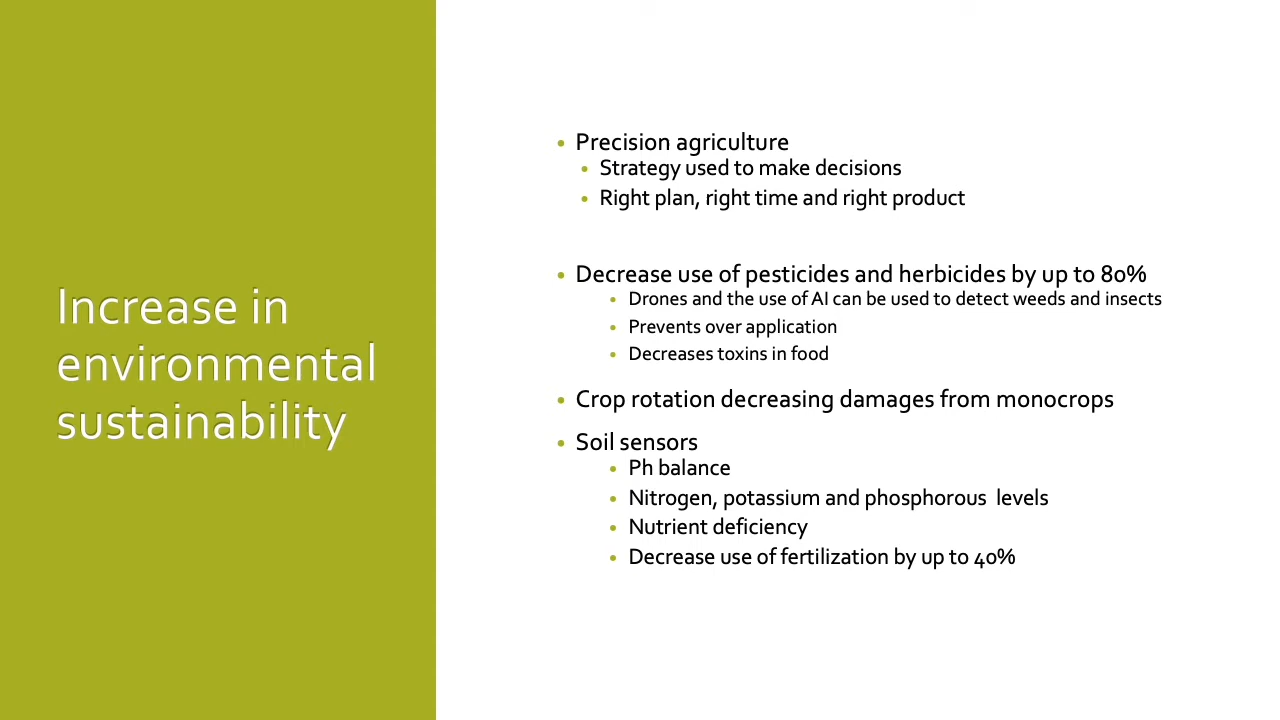 Increase in
environmental
sustainability
• Precision agriculture
• Strategy used to make decisions
• Right plan, right time and right product
• Decrease use of pesticides and herbicides by up to 80%
• Drones and the use of AI can be used to detect weeds and insects
• Prevents over application
• Decreases toxins in food
• Crop rotation decreasing damages from monocrops
• Soil sensors
• Ph balance
• Nitrogen, potassium and phosphorous  levels
• Nutrient deficiency
• Decrease use of fertilization by up to 40%